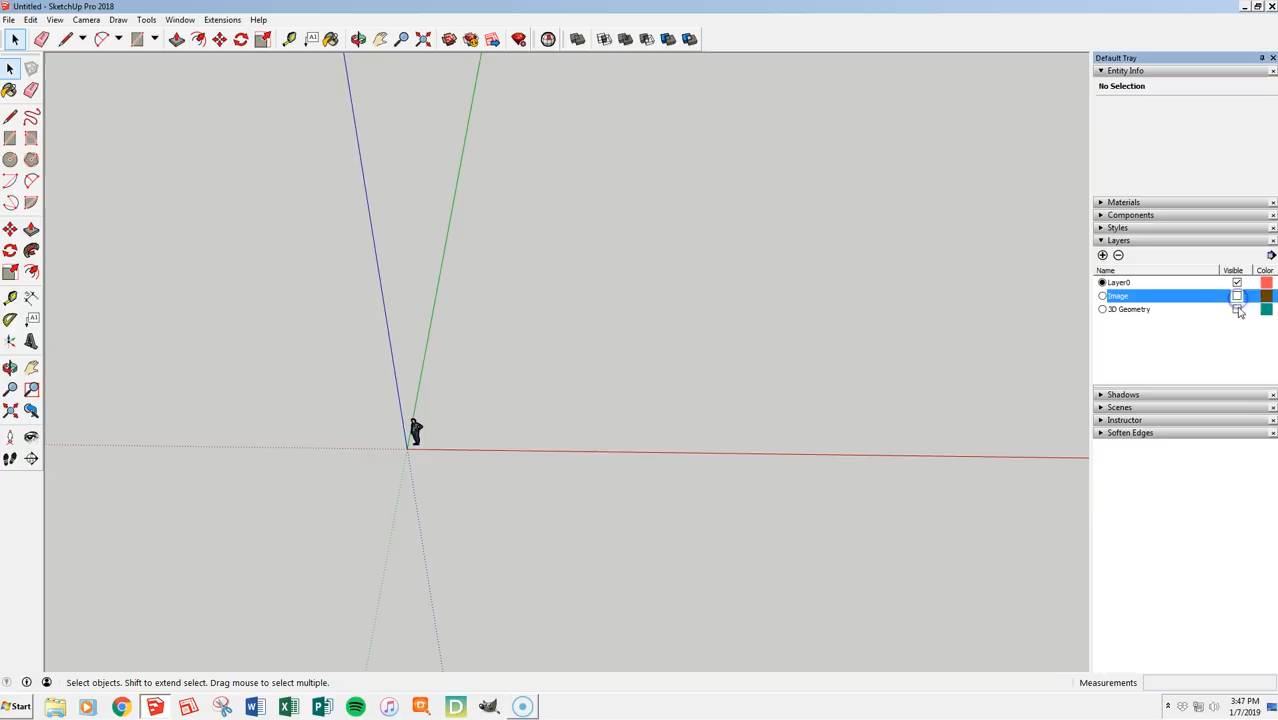 Untitled - SketchUp Pro 2018
File Edit View Camera Draw Tools Window Extensions Help
Default Tray
Entity Info
No Selection
Materials
Components
Styles
Layers
Name Visible Color
Layer0
Image
3D Geometry
Shadows
Scenes
Instructor
Soften Edges
Select objects. Shift to extend select. Drag mouse to select multiple.
Measurements
Start
3:47 PM
1/7/2019